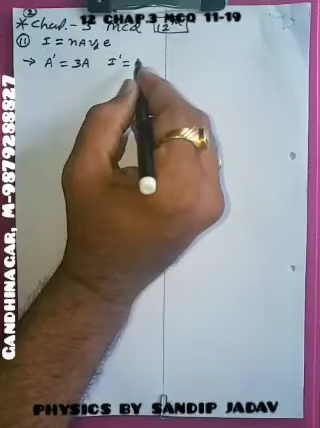 ②
12 CHAP.3 MCQ 11-19
* Chap. - 3 MCQ 12th
⑪ I = nAvde
→ A' = 3A I' =
GANDHINAGAR, M-9879288827
PHYSICS BY SANDIP JADAV